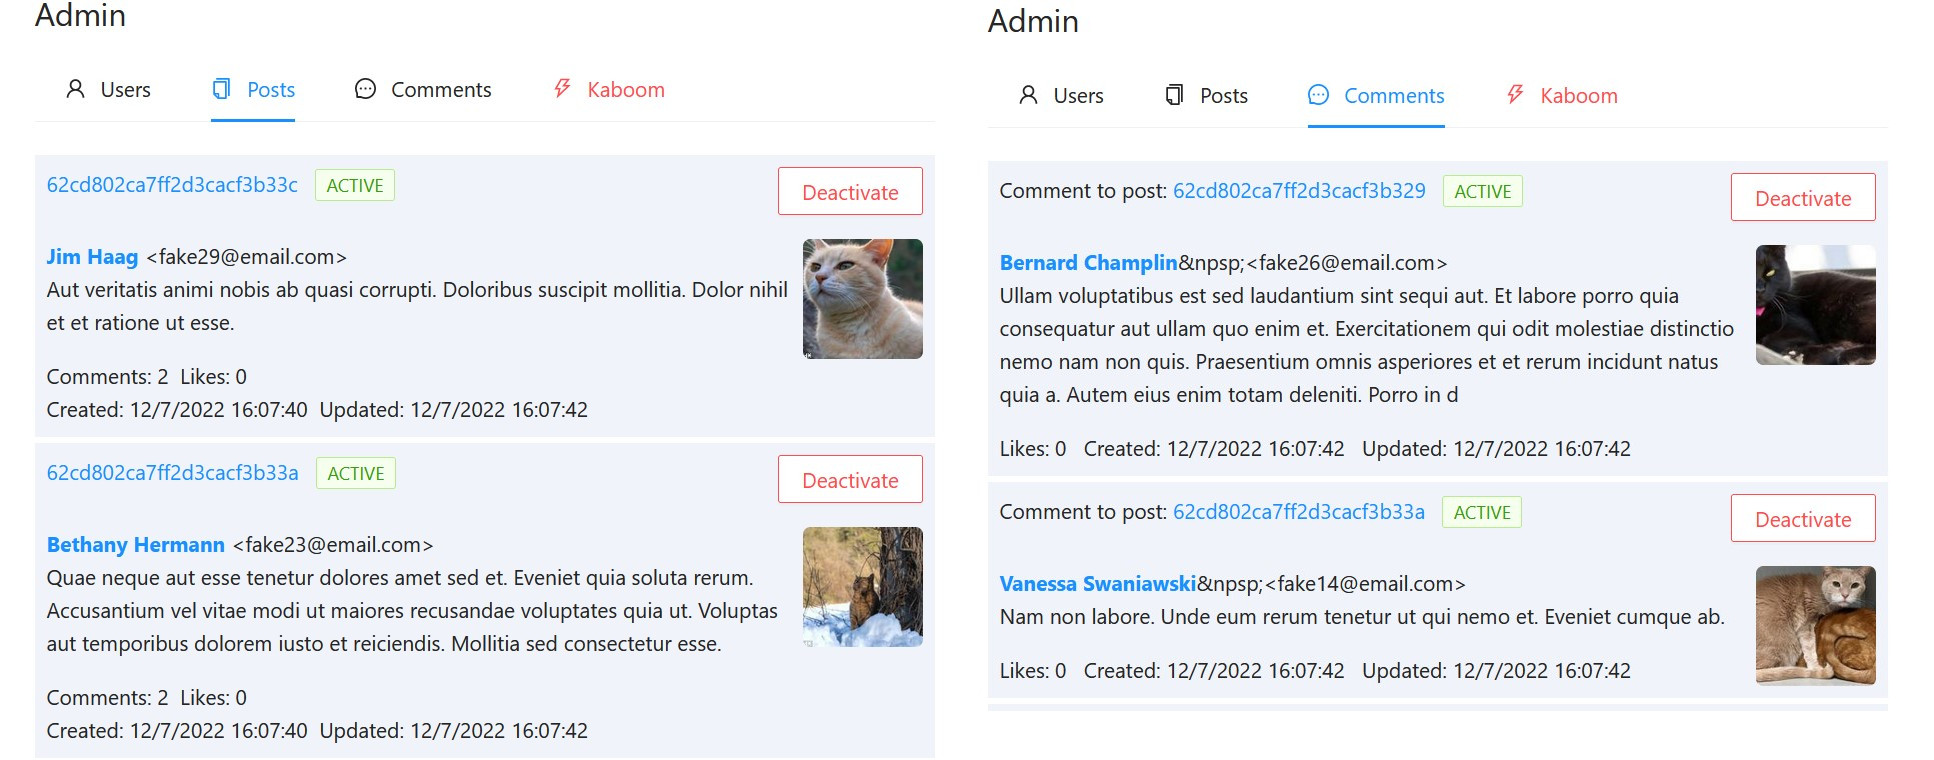 Admin
Users Posts Comments Kaboom
62cd802ca7ff2d3cacf3b33c ACTIVE Deactivate
Jim Haag <fake29@email.com>
Aut veritatis animi nobis ab quasi corrupti. Doloribus suscipit mollitia. Dolor nihil
et et ratione ut esse.
Comments: 2 Likes: 0
Created: 12/7/2022 16:07:40 Updated: 12/7/2022 16:07:42
62cd802ca7ff2d3cacf3b33a ACTIVE Deactivate
Bethany Hermann <fake23@email.com>
Quae neque aut esse tenetur dolores amet sed et. Eveniet quia soluta rerum.
Accusantium vel vitae modi ut maiores recusandae voluptates quia ut. Voluptas
aut temporibus dolorem iusto et reiciendis. Mollitia sed consectetur esse.
Comments: 2 Likes: 0
Created: 12/7/2022 16:07:40 Updated: 12/7/2022 16:07:42
Admin
Users Posts Comments Kaboom
Comment to post: 62cd802ca7ff2d3cacf3b329 ACTIVE Deactivate
Bernard Champlin&npsp;<fake26@email.com>
Ullam voluptatibus est sed laudantium sint sequi aut. Et labore porro quia
consequatur aut ullam quo enim et. Exercitationem qui odit molestiae distinctio
nemo nam non quis. Praesentium omnis asperiores et et rerum incidunt natus
quia a. Autem eius enim totam deleniti. Porro in d
Likes: 0 Created: 12/7/2022 16:07:42 Updated: 12/7/2022 16:07:42
Comment to post: 62cd802ca7ff2d3cacf3b33a ACTIVE Deactivate
Vanessa Swaniawski&npsp;<fake14@email.com>
Nam non labore. Unde eum rerum tenetur ut qui nemo et. Eveniet cumque ab.
Likes: 0 Created: 12/7/2022 16:07:42 Updated: 12/7/2022 16:07:42